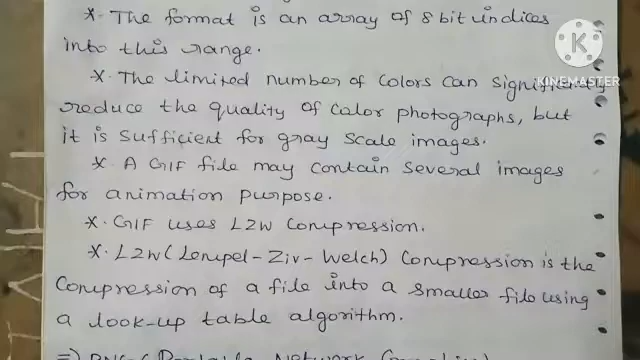 * The format is an array of 8 bit indices
into this range.
* The limited number of colors can significantly
reduce the quality of color photographs, but
it is sufficient for gray scale images.
* A GIF file may contain several images
for animation purpose.
* GIF uses LZW Compression.
* LZW (Lempel-Ziv-Welch) Compression is the
Compression of a file into a smaller file using
a look-up table algorithm.
=) PNG (Portable Network
KINEMASTER